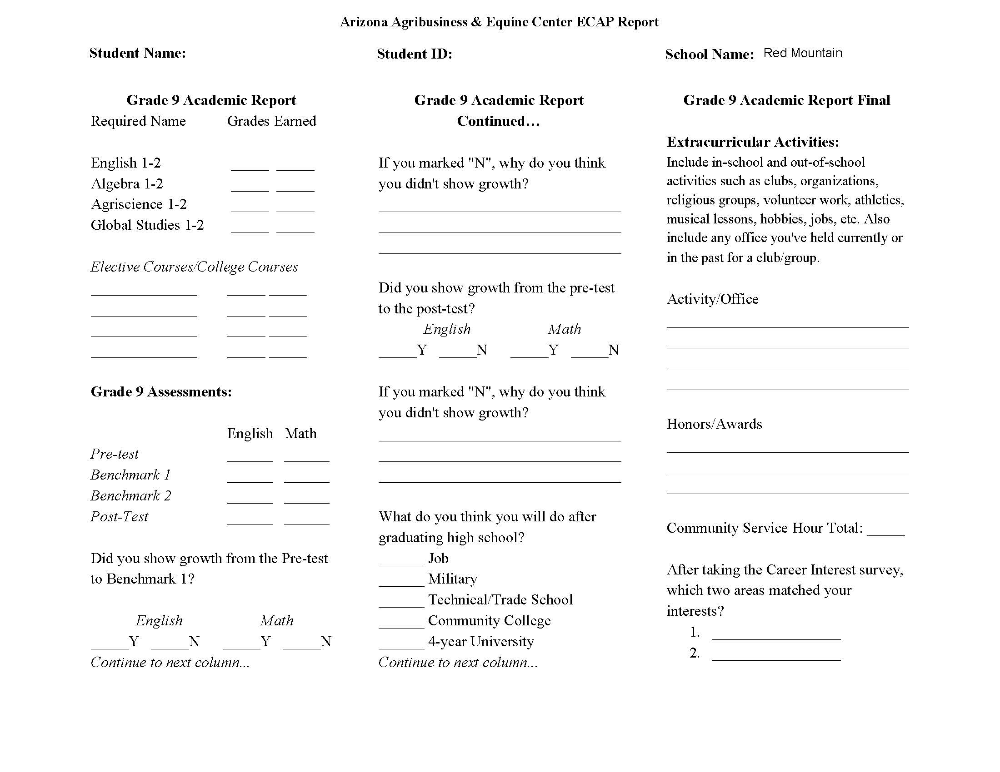 Arizona Agribusiness & Equine Center ECAP Report
Student Name:
Student ID:
School Name: Red Mountain
Grade 9 Academic Report
Required Name Grades Earned
English 1-2 _____ _____
Algebra 1-2 _____ _____
Agriscience 1-2 _____ _____
Global Studies 1-2 _____ _____
Elective Courses/College Courses
______________ _____ _____
______________ _____ _____
______________ _____ _____
______________ _____ _____
Grade 9 Assessments:
English Math
Pre-test ______ ______
Benchmark 1 ______ ______
Benchmark 2 ______ ______
Post-Test ______ ______
Did you show growth from the Pre-test
to Benchmark 1?
English Math
_____Y _____N _____Y _____N
Continue to next column...
Grade 9 Academic Report
Continued…
If you marked "N", why do you think
you didn't show growth?
________________________________
________________________________
________________________________
Did you show growth from the pre-test
to the post-test?
English Math
_____Y _____N _____Y _____N
If you marked "N", why do you think
you didn't show growth?
________________________________
________________________________
________________________________
What do you think you will do after
graduating high school?
______ Job
______ Military
______ Technical/Trade School
______ Community College
______ 4-year University
Continue to next column...
Grade 9 Academic Report Final
Extracurricular Activities:
Include in-school and out-of-school
activities such as clubs, organizations,
religious groups, volunteer work, athletics,
musical lessons, hobbies, jobs, etc. Also
include any office you've held currently or
in the past for a club/group.
Activity/Office
________________________________
________________________________
________________________________
________________________________
Honors/Awards
________________________________
________________________________
________________________________
Community Service Hour Total: _____
After taking the Career Interest survey,
which two areas matched your
interests?
1. _________________
2. _________________